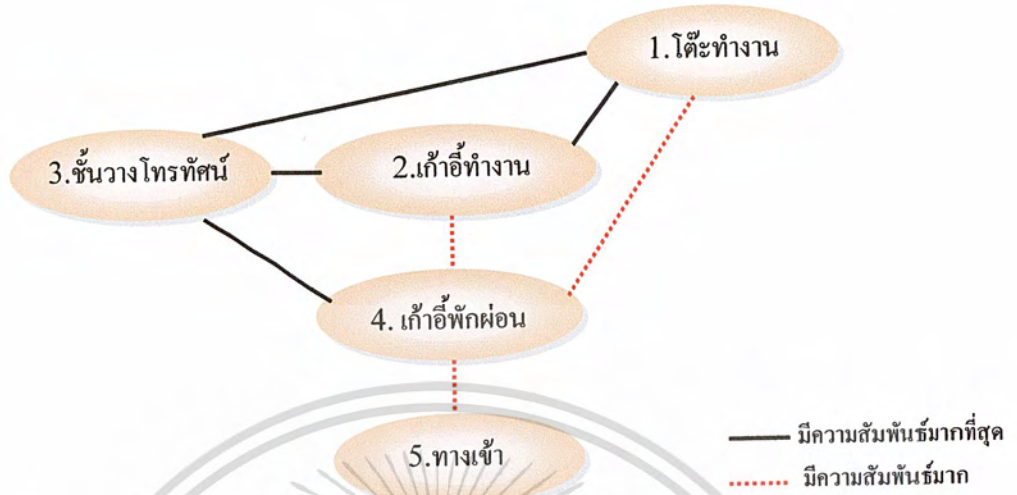 1.โต๊ะทำงาน
3.ชั้นวางโทรทัศน์
2.เก้าอี้ทำงาน
4. เก้าอี้พักผ่อน
5.ทางเข้า
มีความสัมพันธ์มากที่สุด
มีความสัมพันธ์มาก